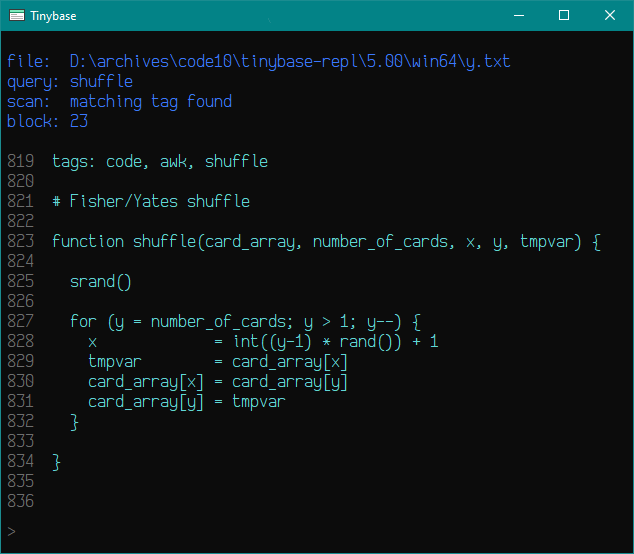 Tinybase
file:  D:\archives\code10\tinybase-repl\5.00\win64\y.txt
query: shuffle
scan:  matching tag found
block: 23
819  tags: code, awk, shuffle
820
821  # Fisher/Yates shuffle
822
823  function shuffle(card_array, number_of_cards, x, y, tmpvar) {
824
825    srand()
826
827    for (y = number_of_cards; y > 1; y--) {
828      x             = int((y-1) * rand()) + 1
829      tmpvar        = card_array[x]
830      card_array[x] = card_array[y]
831      card_array[y] = tmpvar
832    }
833
834  }
835
836
>